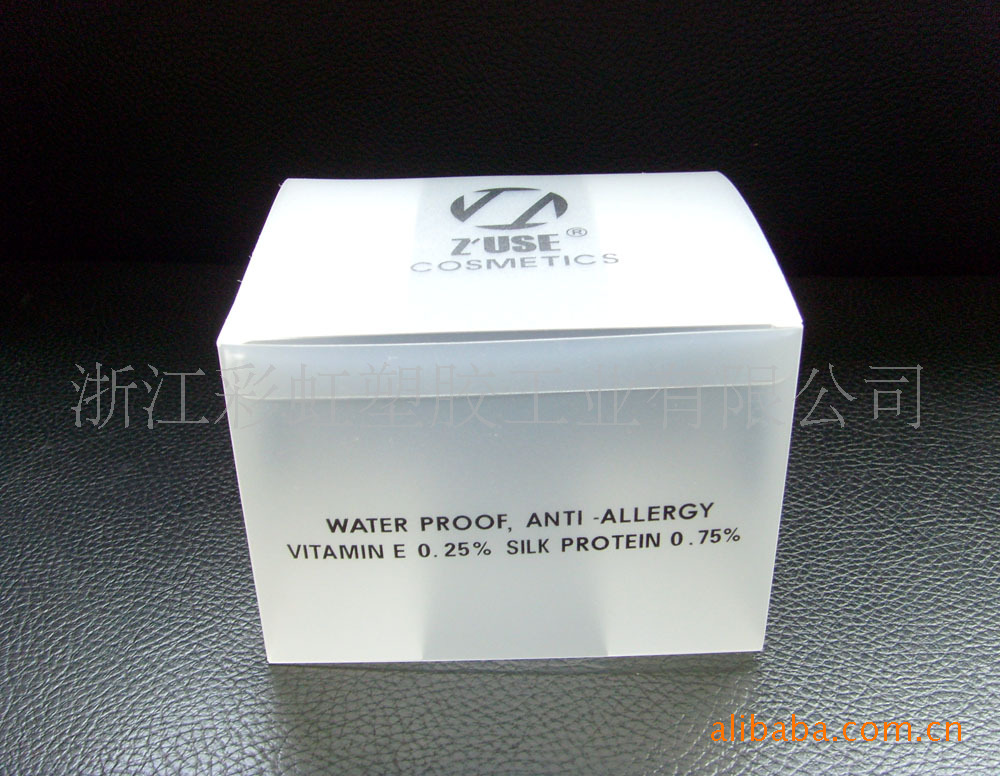 Z'USE®
COSMETICS
浙江彩虹塑胶工业有限公司
WATER PROOF, ANTI -ALLERGY
VITAMIN E 0.25% SILK PROTEIN 0.75%
alibaba.com.cn